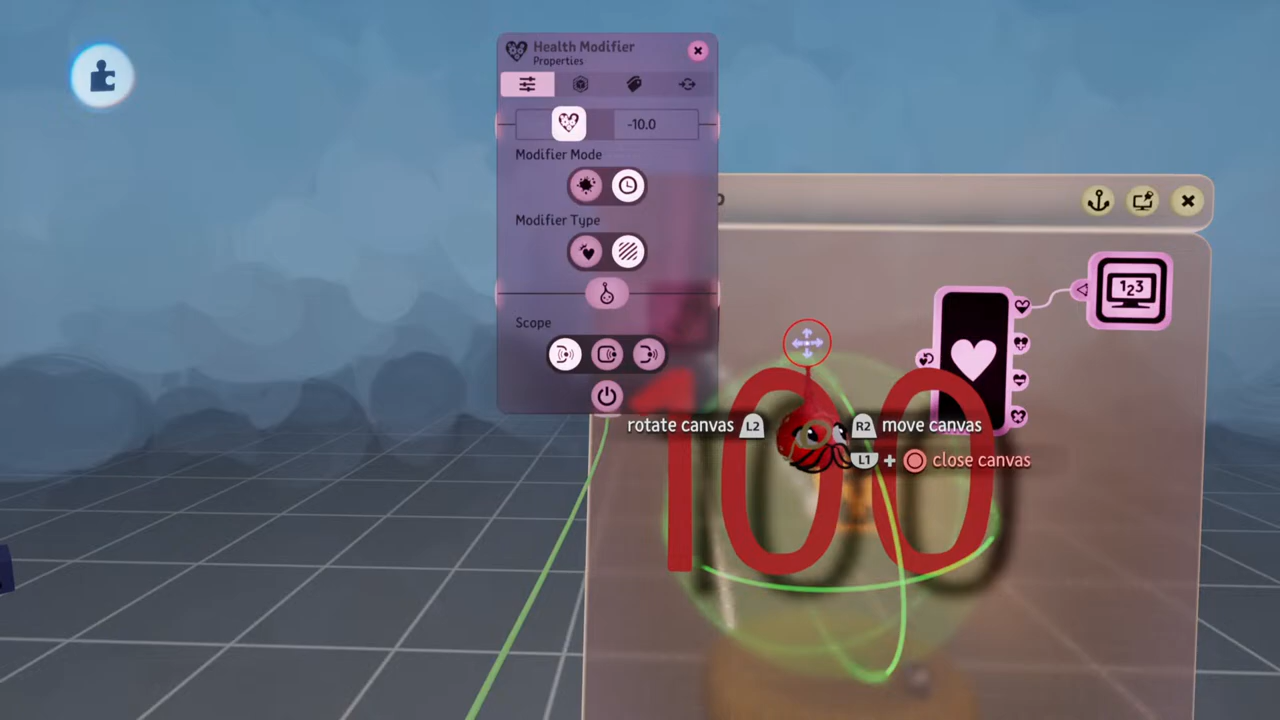 Health Modifier
Properties
-10.0
Modifier Mode
Modifier Type
Scope
123
100
rotate canvas L2
R2 move canvas
L1 + close canvas